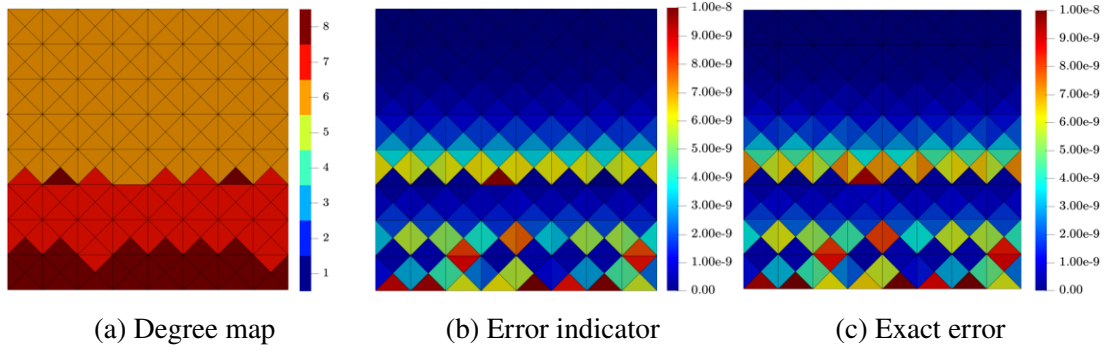 8
7
6
5
4
3
2
1
1.00e-8
9.00e-9
8.00e-9
7.00e-9
6.00e-9
5.00e-9
4.00e-9
3.00e-9
2.00e-9
1.00e-9
0.00
1.00e-8
9.00e-9
8.00e-9
7.00e-9
6.00e-9
5.00e-9
4.00e-9
3.00e-9
2.00e-9
1.00e-9
0.00
(a) Degree map
(b) Error indicator
(c) Exact error